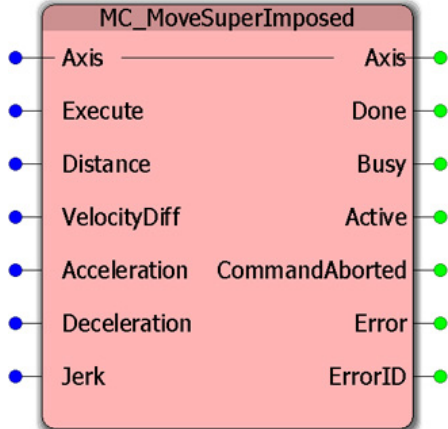 MC_MoveSuperImposed
Axis Axis
Execute Done
Distance Busy
VelocityDiff Active
Acceleration CommandAborted
Deceleration Error
Jerk ErrorID